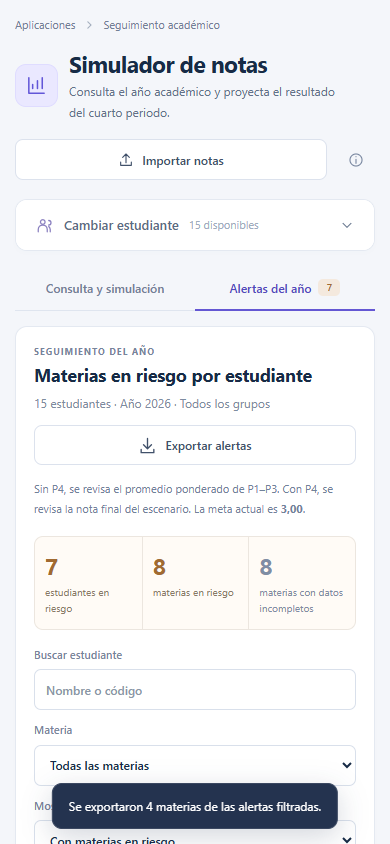 Aplicaciones > Seguimiento académico
Simulador de notas
Consulta el año académico y proyecta el resultado
del cuarto periodo.
Importar notas
Cambiar estudiante 15 disponibles
Consulta y simulación
Alertas del año 7
SEGUIMIENTO DEL AÑO
Materias en riesgo por estudiante
15 estudiantes · Año 2026 · Todos los grupos
Exportar alertas
Sin P4, se revisa el promedio ponderado de P1–P3. Con P4, se
revisa la nota final del escenario. La meta actual es 3,00.
7
estudiantes en
riesgo
8
materias en riesgo
8
materias con datos
incompletos
Buscar estudiante
Nombre o código
Materia
Todas las materias
Se exportaron 4 materias de las alertas filtradas.
Con materias en riesgo